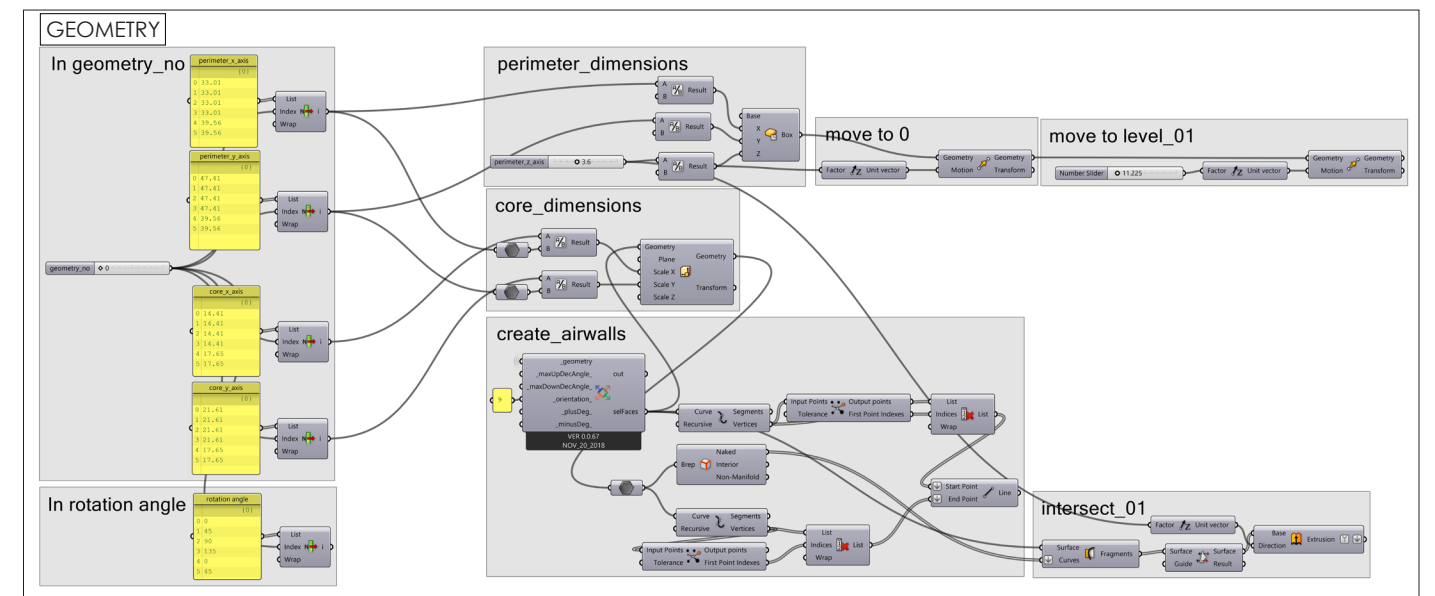 GEOMETRY
In geometry_no
perimeter_x_axis
{0}
0 33.01
1 33.01
2 33.01
3 33.01
4 39.56
5 39.56
List
Index
i
Wrap
perimeter_y_axis
{0}
0 47.41
1 47.41
2 47.41
3 47.41
4 39.56
5 39.56
List
Index
i
Wrap
geometry_no
0
core_x_axis
{0}
0 14.41
1 14.41
2 14.41
3 14.41
4 17.65
5 17.65
List
Index
i
Wrap
core_y_axis
{0}
0 21.61
1 21.61
2 21.61
3 21.61
4 17.65
5 17.65
List
Index
i
Wrap
In rotation angle
rotation angle
{0}
0 0
1 45
2 90
3 135
4 0
5 45
List
Index
i
Wrap
perimeter_dimensions
A
B
A/B
Result
A
B
A/B
Result
perimeter_z_axis
3.6
A
B
A/B
Result
Base
X
Y
Z
Box
move to 0
Factor
Z
Unit vector
Geometry
Motion
Geometry
Transform
move to level_01
Number Slider
11.225
Factor
Z
Unit vector
Geometry
Motion
Geometry
Transform
core_dimensions
A
B
A/B
Result
A
B
A/B
Result
Geometry
Plane
Scale X
Scale Y
Scale Z
Geometry
Transform
create_airwalls
_geometry
_maxUpDecAngle_
_maxDownDecAngle_
_orientation_
_plusDeg_
_minusDeg_
out
selFaces
VER 0.0.67
NOV_20_2018
Curve
Recursive
Segments
Vertices
Input Points
Tolerance
Output points
First Point Indexes
List
Indices
Wrap
List
Brep
Naked
Interior
Non-Manifold
Curve
Recursive
Segments
Vertices
Input Points
Tolerance
Output points
First Point Indexes
List
Indices
Wrap
List
Start Point
End Point
Line
intersect_01
Surface
Curves
Fragments
Factor
Z
Unit vector
Surface
Guide
Surface
Result
Base
Direction
Extrusion